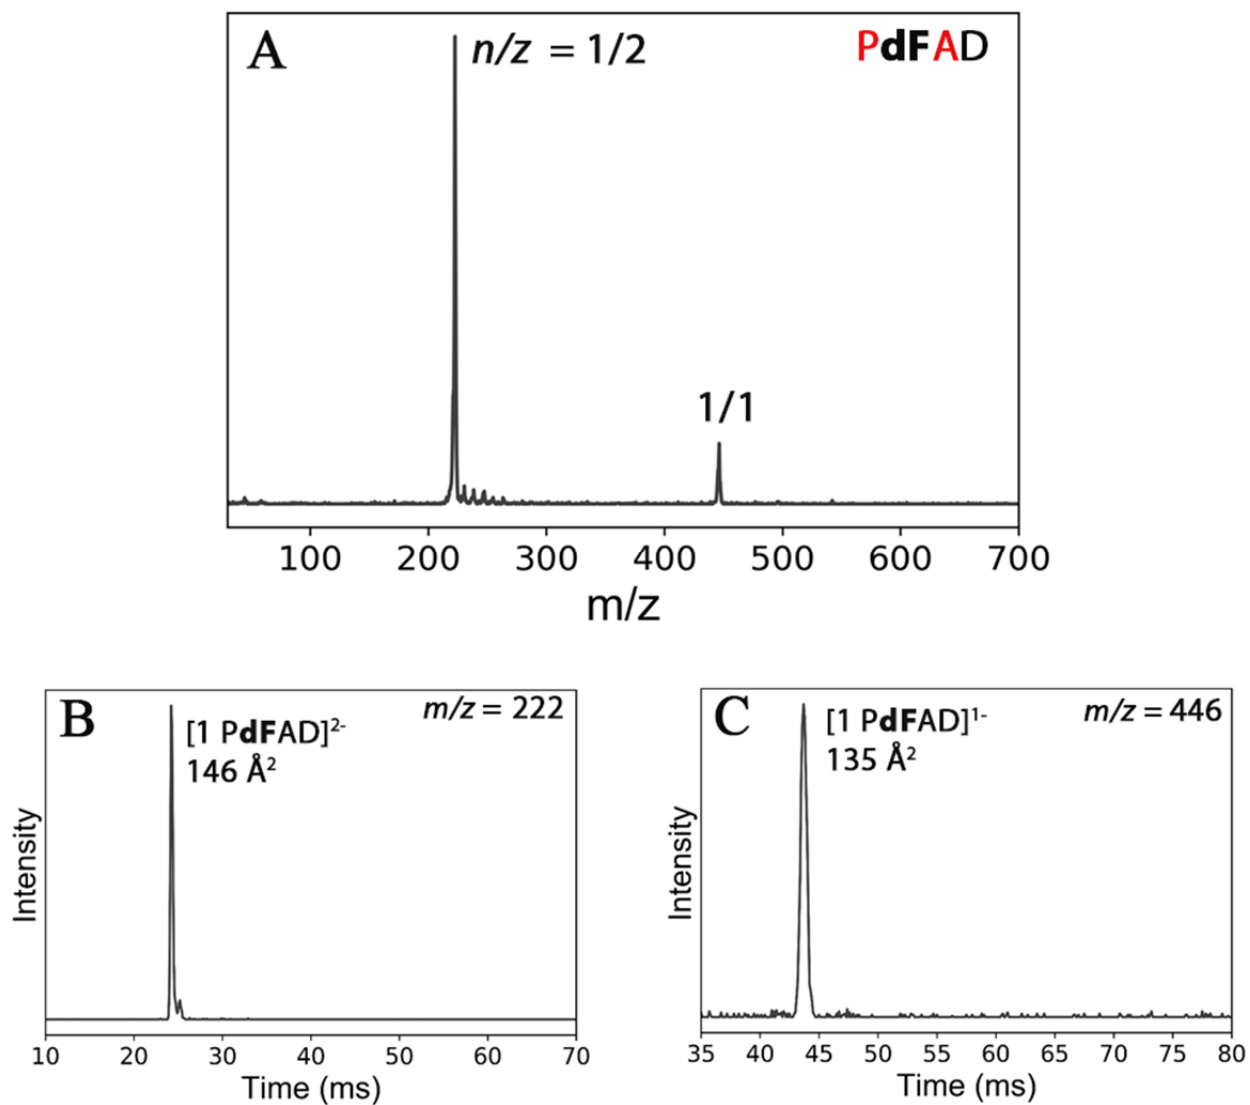 A
n/z = 1/2
PdFAD
1/1
100 200 300 400 500 600 700
m/z
B
m/z = 222
[1 PdFAD]²⁻
146 Å²
Intensity
10 20 30 40 50 60 70
Time (ms)
C
m/z = 446
[1 PdFAD]¹⁻
135 Å²
Intensity
35 40 45 50 55 60 65 70 75 80
Time (ms)